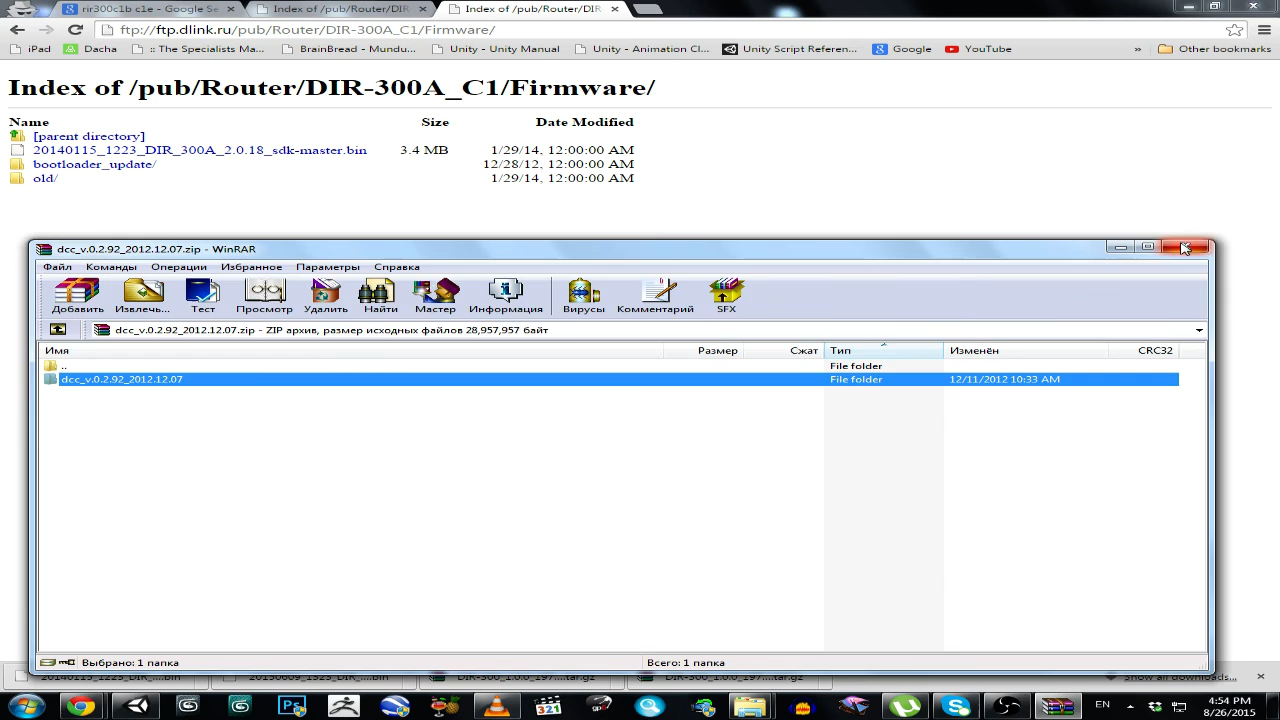 rir300c1b c1e - Google Se
Index of /pub/Router/DIR
Index of /pub/Router/DIR
ftp://ftp.dlink.ru/pub/Router/DIR-300A_C1/Firmware/
iPad
Dacha
:: The Specialists Ma...
BrainBread - Mundu...
Unity - Unity Manual
Unity - Animation Cl...
Unity Script Referen...
Google
YouTube
»
Other bookmarks
Index of /pub/Router/DIR-300A_C1/Firmware/
Name Size Date Modified
[parent directory]
20140115_1223_DIR_300A_2.0.18_sdk-master.bin 3.4 MB 1/29/14, 12:00:00 AM
bootloader_update/ 12/28/12, 12:00:00 AM
old/ 1/29/14, 12:00:00 AM
dcc_v.0.2.92_2012.12.07.zip - WinRAR
Файл Команды Операции Избранное Параметры Справка
Добавить Извлечь... Тест Просмотр Удалить Найти Мастер Информация Вирусы Комментарий SFX
dcc_v.0.2.92_2012.12.07.zip - ZIP архив, размер исходных файлов 28,957,957 байт
Имя Размер Сжат Тип Изменён CRC32
.. File folder
dcc_v.0.2.92_2012.12.07 File folder 12/11/2012 10:33 AM
Выбрано: 1 папка Всего: 1 папка
Show all downloads...
EN
4:54 PM
8/26/2015